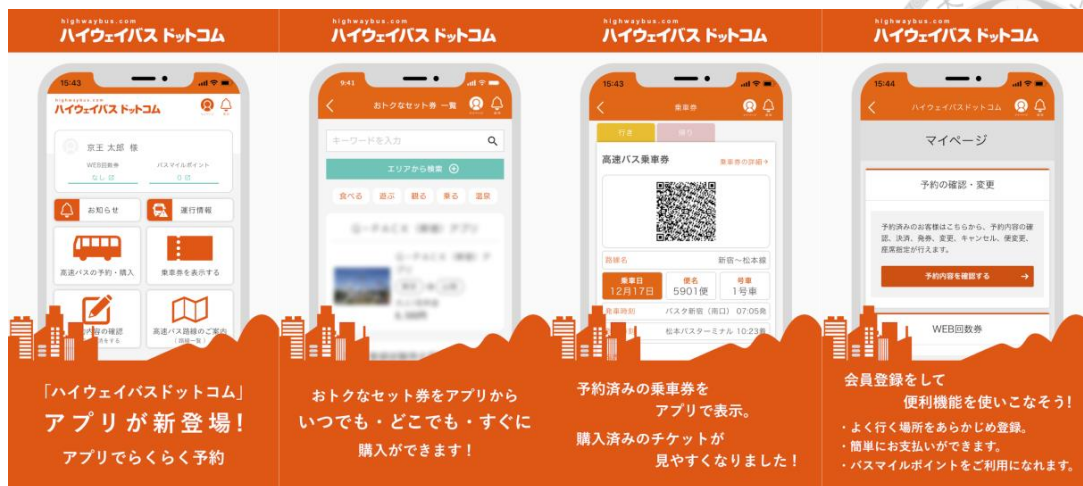 highwaybus.com
ハイウェイバス ドットコム
15:43
highwaybus.com
ハイウェイバス ドットコム
京王 太郎 様
WEB回数券
バスマイルポイント
なし
0
お知らせ
運行情報
高速バスの予約・購入
乗車券を表示する
内容の確認
高速バス路線のご案内
(路線一覧)
「ハイウェイバスドットコム」
アプリが新登場!
アプリでらくらく予約
highwaybus.com
ハイウェイバス ドットコム
9:41
おトクなセット券 一覧
キーワードを入力
エリアから検索
食べる 遊ぶ 観る 乗る 温泉
おトクなセット券をアプリから
いつでも・どこでも・すぐに
購入ができます!
highwaybus.com
ハイウェイバス ドットコム
15:43
乗車券
行き
帰り
高速バス乗車券
乗車券の詳細
路線名
新宿〜松本線
乗車日
12月17日
便名
5901便
号車
1号車
発車時刻
バスタ新宿(南口) 07:05発
松本バスターミナル 10:23着
予約済みの乗車券を
アプリで表示。
購入済みのチケットが
見やすくなりました!
highwaybus.com
ハイウェイバス ドットコム
15:44
ハイウェイバスドットコム
マイページ
予約の確認・変更
予約済みのお客様はこちらから、予約内容の確
認、決済、発券、変更、キャンセル、便変更、
座席指定が行えます。
予約内容を確認する
WEB回数券
会員登録をして
便利機能を使いこなそう!
・よく行く場所をあらかじめ登録。
・簡単にお支払いができます。
・バスマイルポイントをご利用になれます。